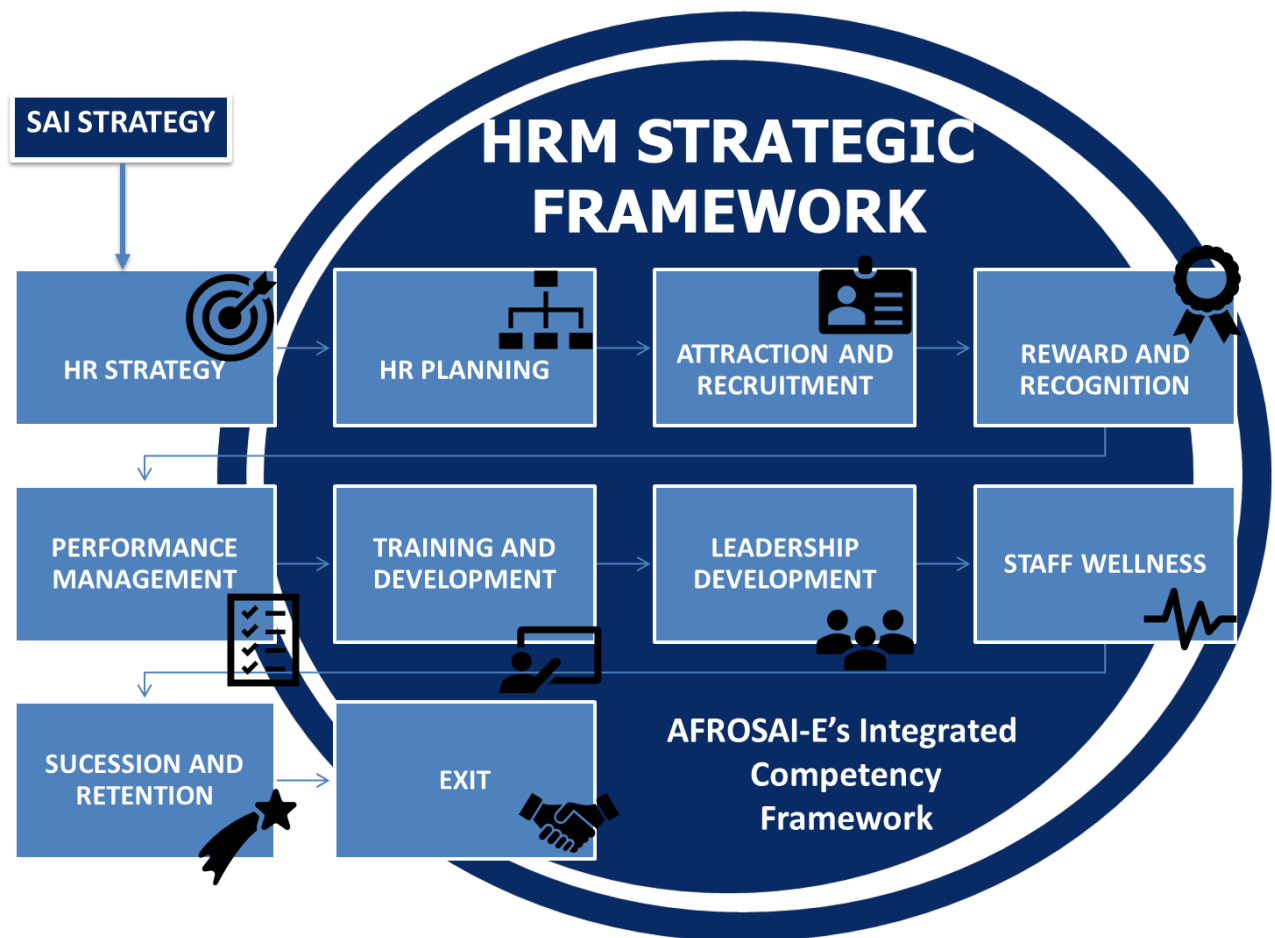 SAI STRATEGY
HRM STRATEGIC
FRAMEWORK
HR STRATEGY
HR PLANNING
ATTRACTION AND
RECRUITMENT
REWARD AND
RECOGNITION
PERFORMANCE
MANAGEMENT
TRAINING AND
DEVELOPMENT
LEADERSHIP
DEVELOPMENT
STAFF WELLNESS
SUCESSION AND
RETENTION
EXIT
AFROSAI-E’s Integrated
Competency
Framework